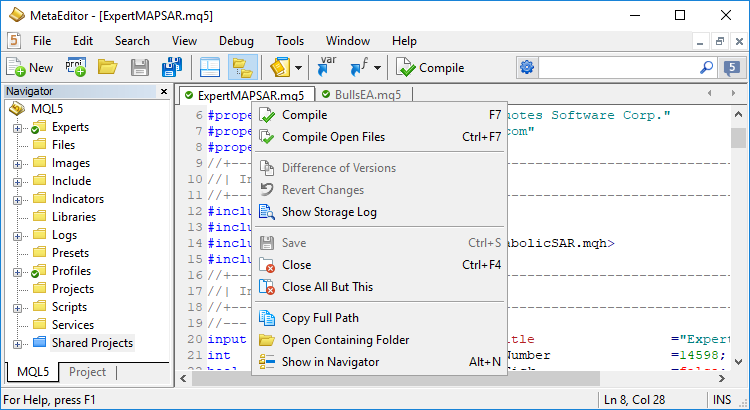 MetaEditor - [ExpertMAPSAR.mq5]
5 File Edit Search View Debug Tools Window Help
New proj var f Compile 5
Navigator
MQL5
Experts
Files
Images
Include
Indicators
Libraries
Logs
Presets
Profiles
Projects
Scripts
Services
Shared Projects
MQL5 Project
ExpertMAPSAR.mq5 BullsEA.mq5
6 #prope otes Software Corp."
7 #prope com"
8 #prope
9 //+---
10 //| In
11 //+---
12 #inclu
13 #inclu
14 #inclu abolicSAR.mqh>
15 #inclu
16 //+---
17 //| In
18 //+---
19 //---
20 input itle ="Expert
21 int Number =14598;
22
Compile F7
Compile Open Files Ctrl+F7
Difference of Versions
Revert Changes
Show Storage Log
Save Ctrl+S
Close Ctrl+F4
Close All But This
Copy Full Path
Open Containing Folder
Show in Navigator Alt+N
For Help, press F1 Ln 8, Col 28 INS